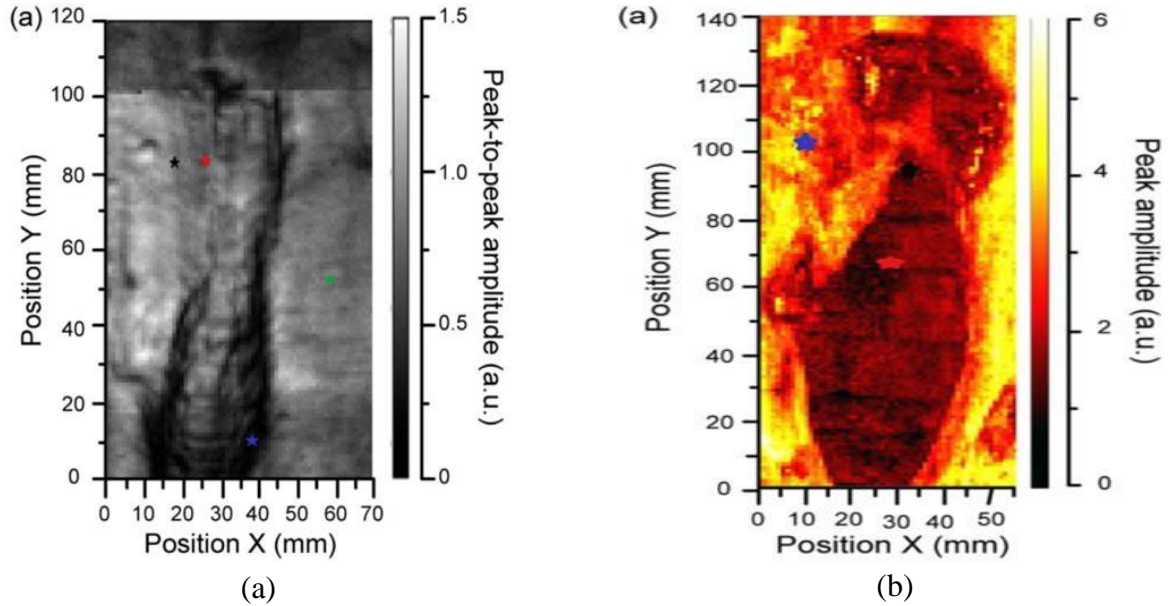 (a)
120
100
80
60
40
20
0
Position Y (mm)
0 10 20 30 40 50 60 70
Position X (mm)
1.5
1.0
0.5
0
Peak-to-peak amplitude (a.u.)
(a)
(a)
140
120
100
80
60
40
20
0
Position Y (mm)
0 10 20 30 40 50
Position X (mm)
6
4
2
0
Peak amplitude (a.u.)
(b)